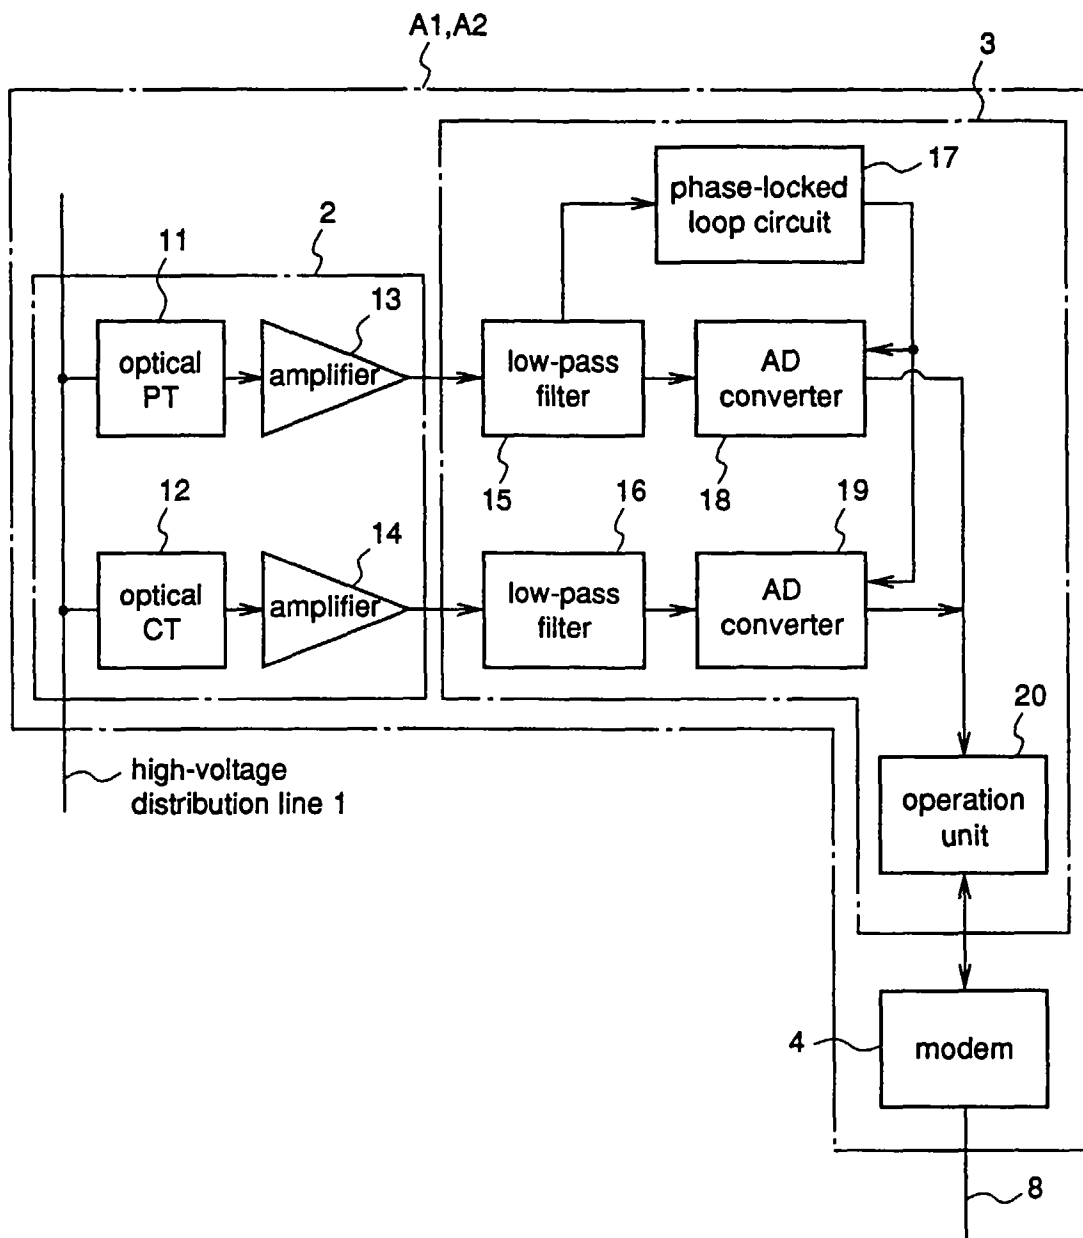 A1,A2
3
17
phase-locked
loop circuit
2
11
13
optical
PT
amplifier
low-pass
filter
AD
converter
15
18
12
14
16
19
optical
CT
amplifier
low-pass
filter
AD
converter
20
high-voltage
distribution line 1
operation
unit
4
modem
8